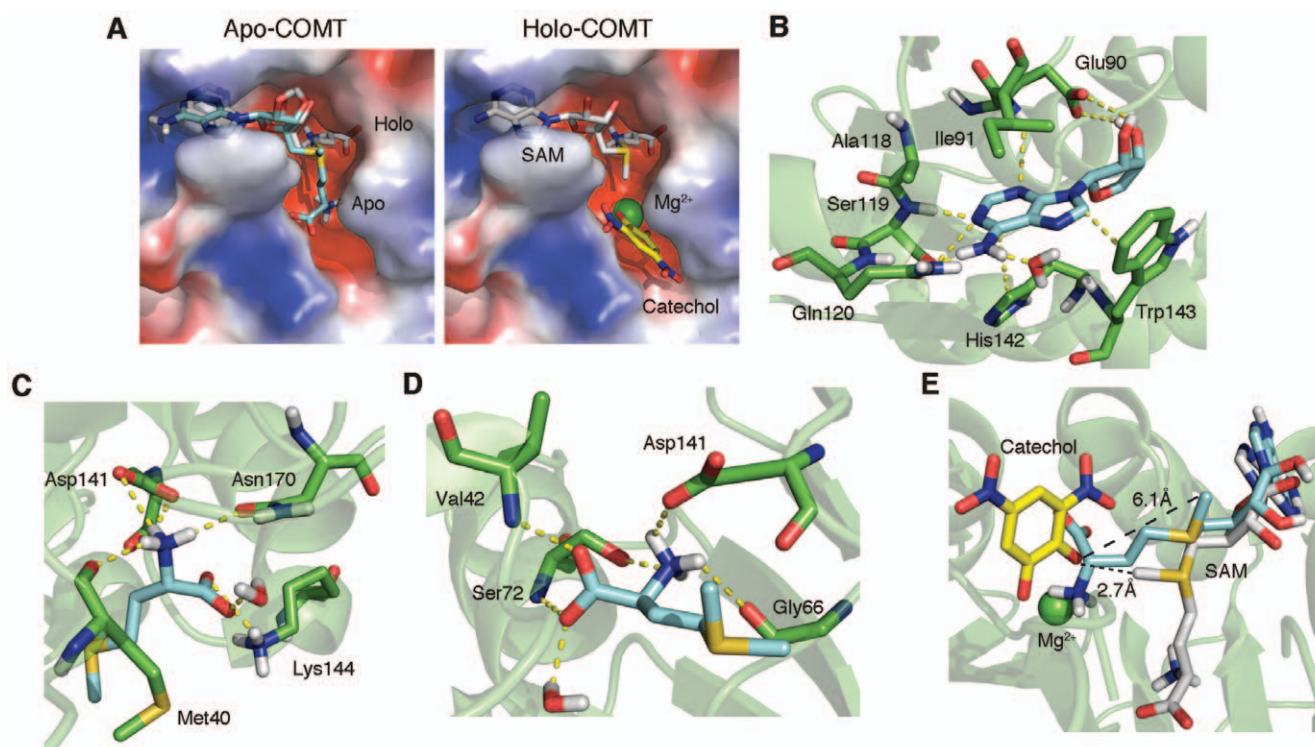 A
Apo-COMT
Holo-COMT
Holo
Apo
SAM
Mg²⁺
Catechol
B
Glu90
Ala118
Ile91
Ser119
Gln120
His142
Trp143
C
Asp141
Asn170
Lys144
Met40
D
Asp141
Val42
Ser72
Gly66
E
Catechol
6.1Å
SAM
2.7Å
Mg²⁺